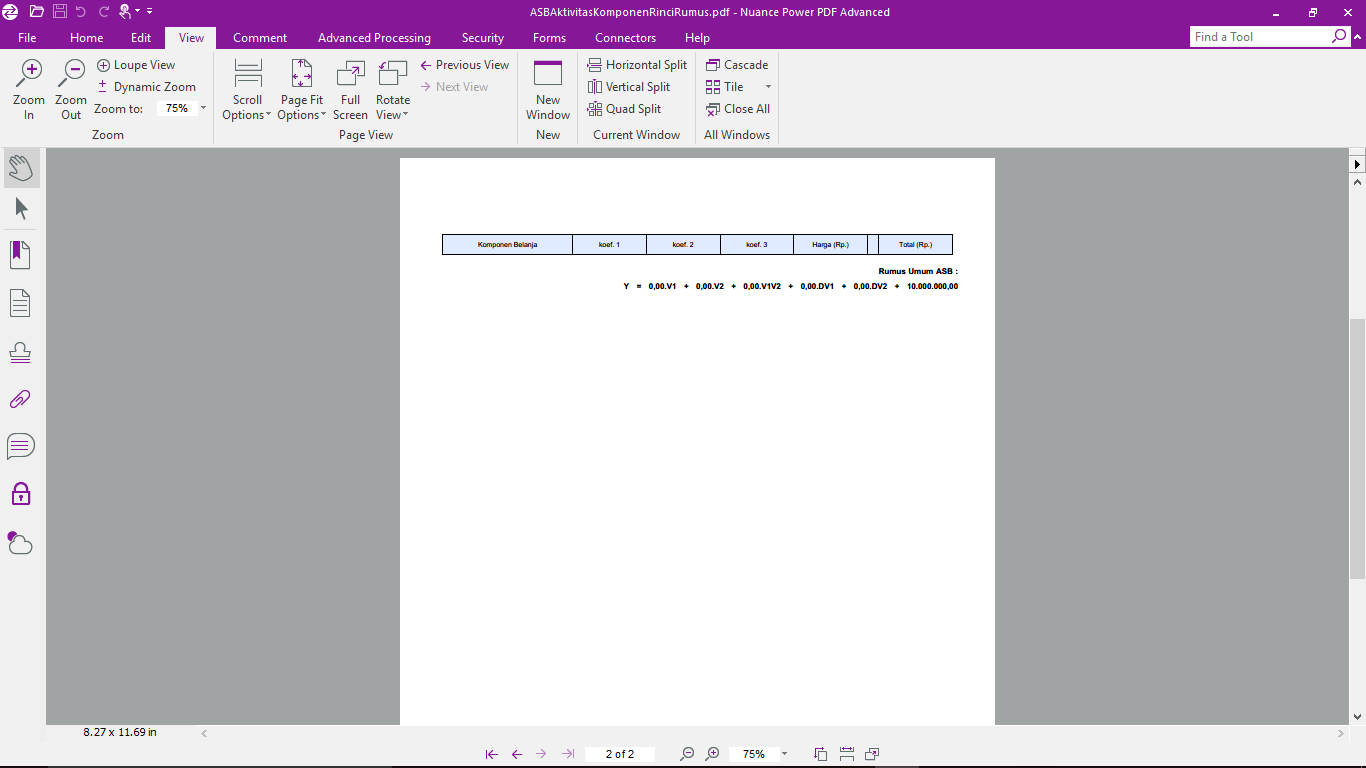 ASBAktivitasKomponenRinciRumus.pdf - Nuance Power PDF Advanced
File Home Edit View Comment Advanced Processing Security Forms Connectors Help Find a Tool
Zoom In
Zoom Out
Loupe View
Dynamic Zoom
Zoom to: 75%
Zoom
Scroll Options
Page Fit Options
Full Screen
Rotate View
Previous View
Next View
Page View
New Window
New
Horizontal Split
Vertical Split
Quad Split
Current Window
Cascade
Tile
Close All
All Windows
Komponen Belanja koef. 1 koef. 2 koef. 3 Harga (Rp.) Total (Rp.)
Rumus Umum ASB :
Y = 0,00.V1 + 0,00.V2 + 0,00.V1V2 + 0,00.DV1 + 0,00.DV2 + 10.000.000,00
8.27 x 11.69 in
2 of 2 75%